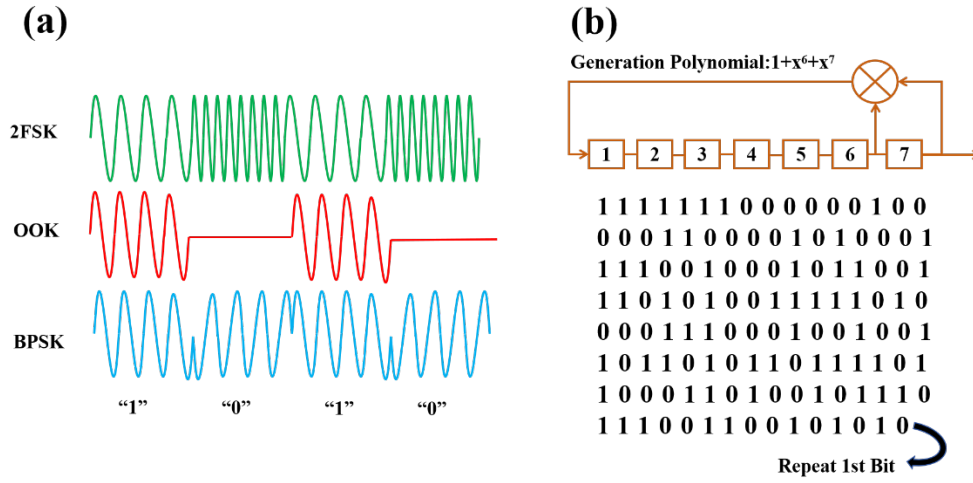 (a)
2FSK
OOK
BPSK
“1” “0” “1” “0”
(b)
Generation Polynomial:1+x⁶+x⁷
1 2 3 4 5 6 7
1 1 1 1 1 1 1 0 0 0 0 0 0 1 0 0
0 0 0 1 1 0 0 0 0 1 0 1 0 0 0 1
1 1 1 0 0 1 0 0 0 1 0 1 1 0 0 1
1 1 0 1 0 1 0 0 1 1 1 1 1 0 1 0
0 0 0 1 1 1 0 0 0 1 0 0 1 0 0 1
1 0 1 1 0 1 0 1 1 0 1 1 1 1 0 1
1 0 0 0 1 1 0 1 0 0 1 0 1 1 1 0
1 1 1 0 0 1 1 0 0 1 0 1 0 1 0
Repeat 1st Bit